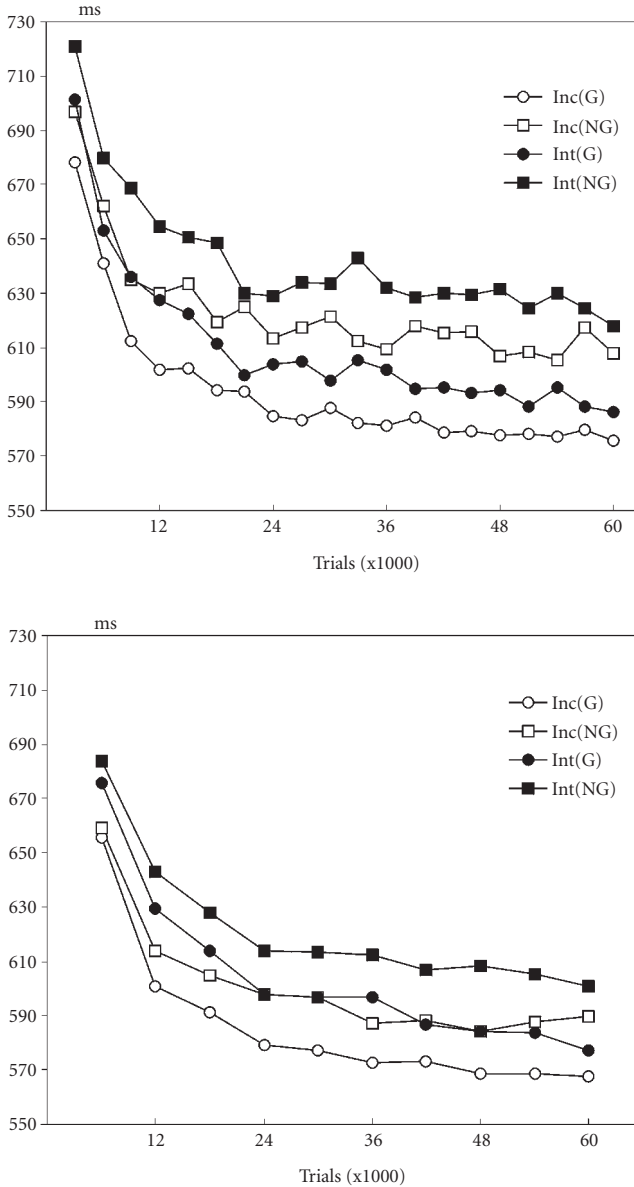 ms
730
710
690
670
650
630
610
590
570
550
Inc(G)
Inc(NG)
Int(G)
Int(NG)
12 24 36 48 60
Trials (x1000)
ms
730
710
690
670
650
630
610
590
570
550
Inc(G)
Inc(NG)
Int(G)
Int(NG)
12 24 36 48 60
Trials (x1000)